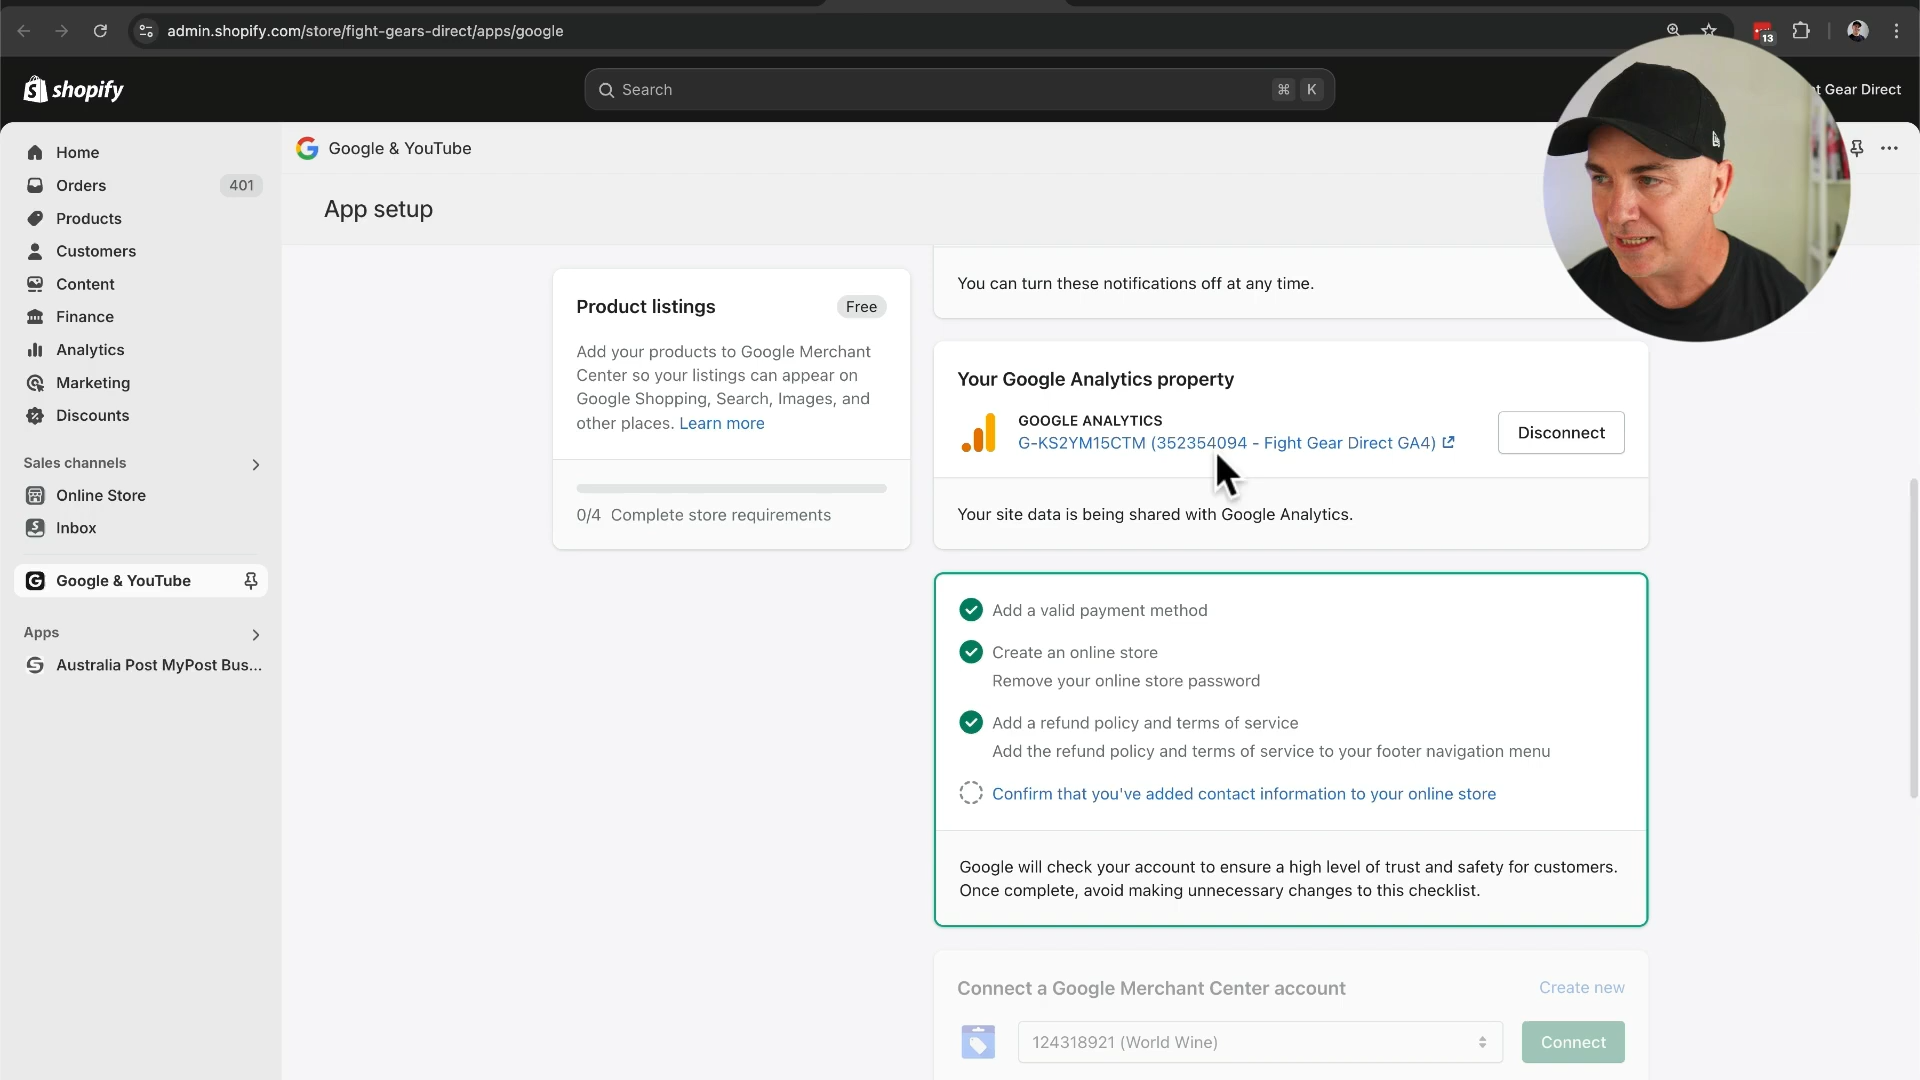 admin.shopify.com/store/fight-gears-direct/apps/google
13
shopify
Search
⌘ K
t Gear Direct
Home
Orders
401
Products
Customers
Content
Finance
Analytics
Marketing
Discounts
Sales channels
Online Store
Inbox
Google & YouTube
Apps
Australia Post MyPost Bus...
Google & YouTube
App setup
Product listings
Free
Add your products to Google Merchant
Center so your listings can appear on
Google Shopping, Search, Images, and
other places. Learn more
0/4 Complete store requirements
You can turn these notifications off at any time.
Your Google Analytics property
GOOGLE ANALYTICS
G-KS2YM15CTM (352354094 - Fight Gear Direct GA4)
Disconnect
Your site data is being shared with Google Analytics.
Add a valid payment method
Create an online store
Remove your online store password
Add a refund policy and terms of service
Add the refund policy and terms of service to your footer navigation menu
Confirm that you've added contact information to your online store
Google will check your account to ensure a high level of trust and safety for customers.
Once complete, avoid making unnecessary changes to this checklist.
Connect a Google Merchant Center account
Create new
124318921 (World Wine)
Connect